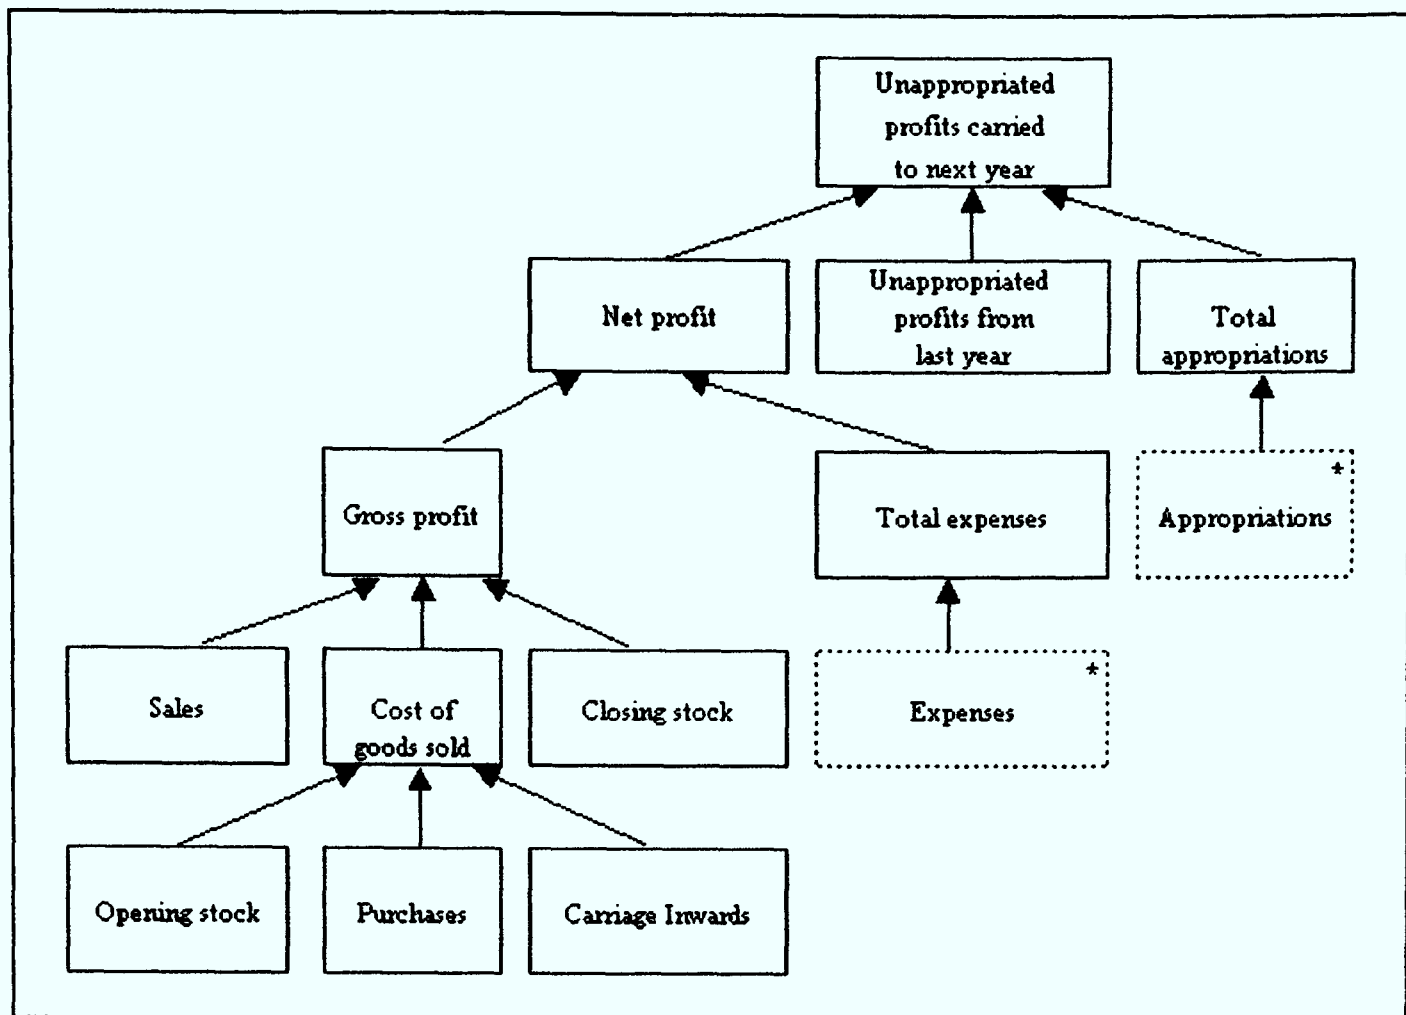 Unappropriated
profits carried
to next year
Net profit
Unappropriated
profits from
last year
Total
appropriations
Gross profit
Total expenses
*
Appropriations
Sales
Cost of
goods sold
Closing stock
*
Expenses
Opening stock
Purchases
Carriage Inwards